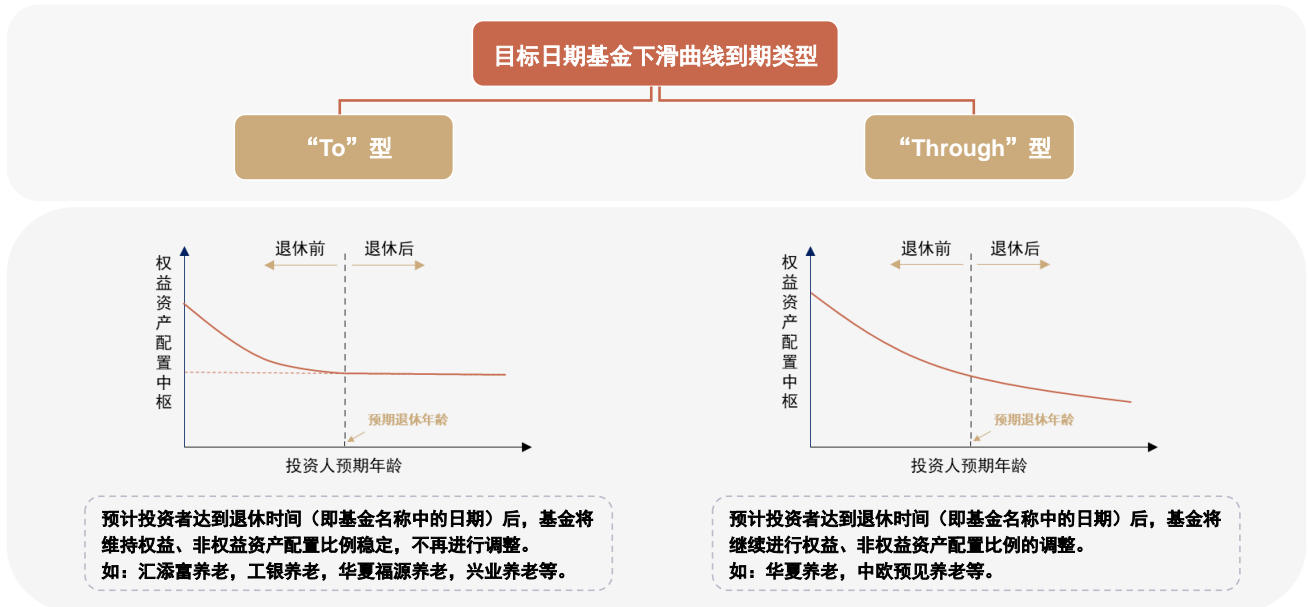 目标日期基金下滑曲线到期类型
“To”型
“Through”型
退休前
退休后
权益资产配置中枢
预期退休年龄
投资人预期年龄
预计投资者达到退休时间（即基金名称中的日期）后，基金将
维持权益、非权益资产配置比例稳定，不再进行调整。
如：汇添富养老，工银养老，华夏福源养老，兴业养老等。
退休前
退休后
权益资产配置中枢
预期退休年龄
投资人预期年龄
预计投资者达到退休时间（即基金名称中的日期）后，基金将
继续进行权益、非权益资产配置比例的调整。
如：华夏养老，中欧预见养老等。